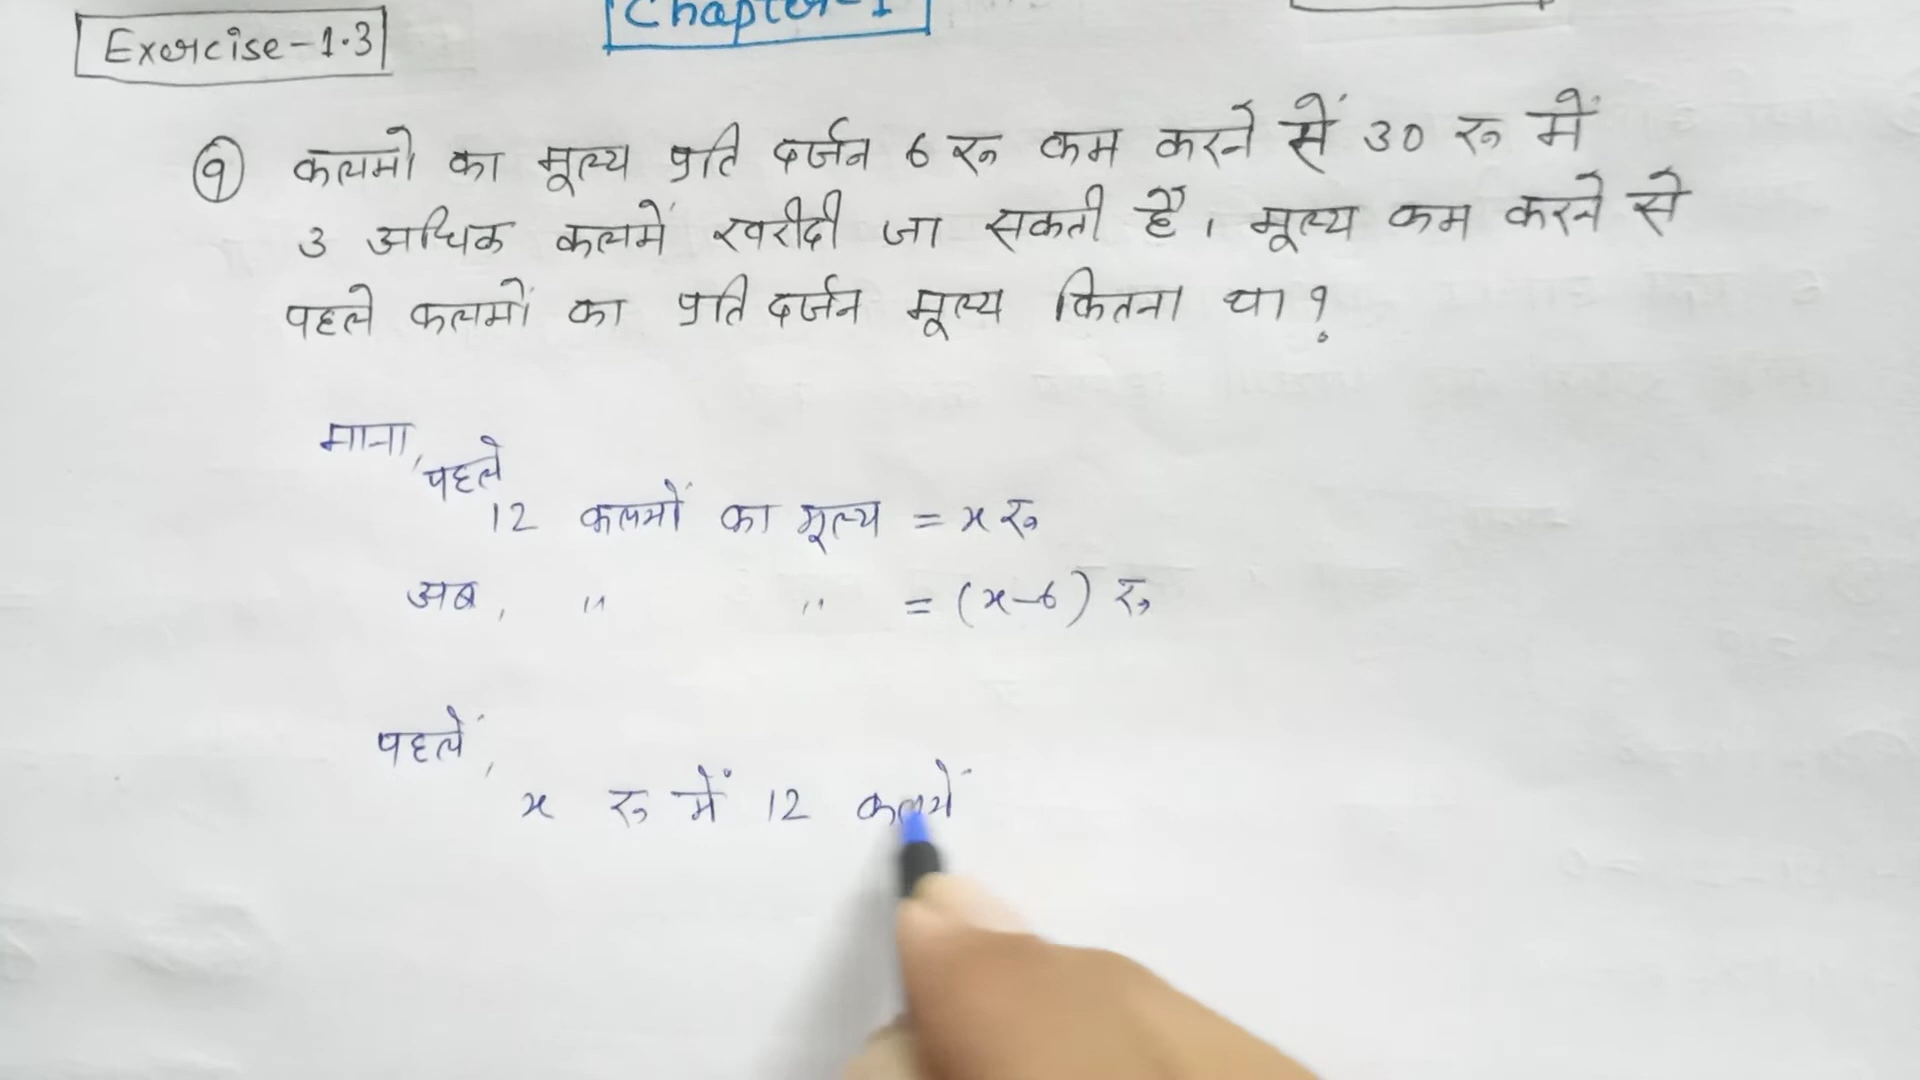 Chapter-1
Exercise-1.3
9 कलमो का मूल्य प्रति दर्जन 6 रू कम करने सें 30 रू में
3 अधिक कलमें खरीदी जा सकती है, मूल्य कम करने से
पहले कलमों का प्रति दर्जन मूल्य कितना था?
माना,
पहले
12 कलमों का मूल्य = x रू
अब, " " = (x-6) रू
पहलें,
x रू में 12 कलमें